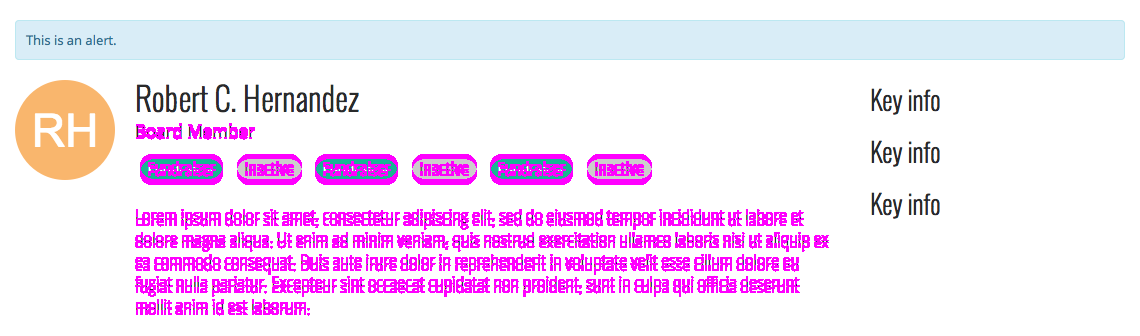 This is an alert.
RH
Robert C. Hernandez
Key info
Board Member
Inactive Inactive Inactive
Key info
Key info
Lorem ipsum dolor sit amet, consectetur adipiscing elit, sed do eiusmod tempor incididunt ut labore et
dolore magna aliqua. Ut enim ad minim veniam, quis nostrud exercitation ullamco laboris nisi ut aliquip ex
ea commodo consequat. Duis aute irure dolor in reprehenderit in voluptate velit esse cillum dolore eu
fugiat nulla pariatur. Excepteur sint occaecat cupidatat non proident, sunt in culpa qui officia deserunt
mollit anim id est laborum.